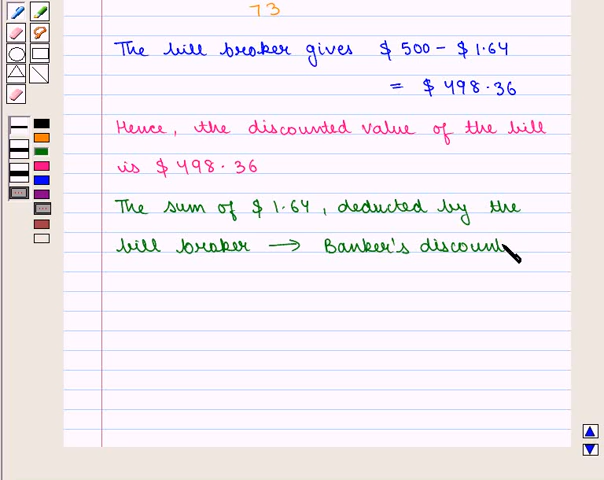 73
The bill broker gives $ 500 - $ 1.64
= $ 498.36
Hence, the discounted value of the bill
is $ 498.36
The sum of $ 1.64, deducted by the
bill broker → Banker's discount